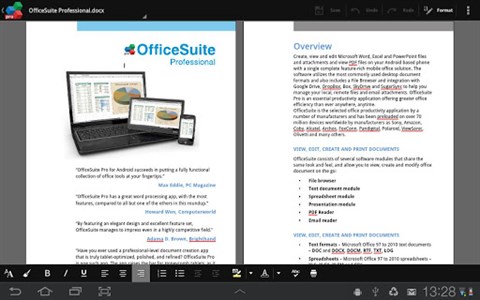 OfficeSuite Professional.docx
Save
Undo
Redo
Format
pro
OfficeSuite
Professional
"OfficeSuite Pro for Android succeeds in putting a fully functional
collection of office tools at your fingertips."
Max Eddie, PC Magazine
"OfficeSuite Pro has a great word processing app, with the most
features, compared to all but one of the others in this roundup."
Howard Wen, Computerworld
"By featuring an elegant design and excellent feature set,
OfficeSuite manages to impress even in a highly competitive field."
Adama D. Brown, BrightHand
"Have you ever used a professional-level document creation app
that is truly tablet-optimized, polished, and refined? OfficeSuite Pro
Overview
Create, view and edit Microsoft Word, Excel and PowerPoint files
and attachments and view PDF files on your Android based phone
with a single complete feature-rich mobile office solution. The
software utilizes the most commonly used desktop document
formats and also includes a File Browser and integration with
Google Drive, Dropbox, Box, SkyDrive and SugarSync to help you
manage your local, remote files and email attachments. OfficeSuite
Pro is an essential productivity application offering greater office
efficiency than ever anywhere, anytime.
OfficeSuite is the selected office productivity application by a
number of manufacturers and has been preloaded on over 70
million devices worldwide by manufacturers as Sony, Amazon,
Coby, Alcatel, Archos, FoxConn, Pandigital, Polaroid, ViewSonic,
Olivetti and many others.
VIEW, EDIT, CREATE AND PRINT DOCUMENTS
OfficeSuite consists of several software modules that share the
same look and feel, and allow you to view, create and modify office
document on the go:
• File browser
• Text document module
• Spreadsheet module
• Presentation module
• PDF Reader
• Email reader
VIEW, EDIT, CREATE AND PRINT DOCUMENTS
Text formats – Microsoft Office 97 to 2010 text documents
– DOC and DOCX, DOCM, RTF, TXT, LOG
Spreadsheets – Microsoft Office 97 to 2010 spreadsheets –
B I U
13:28